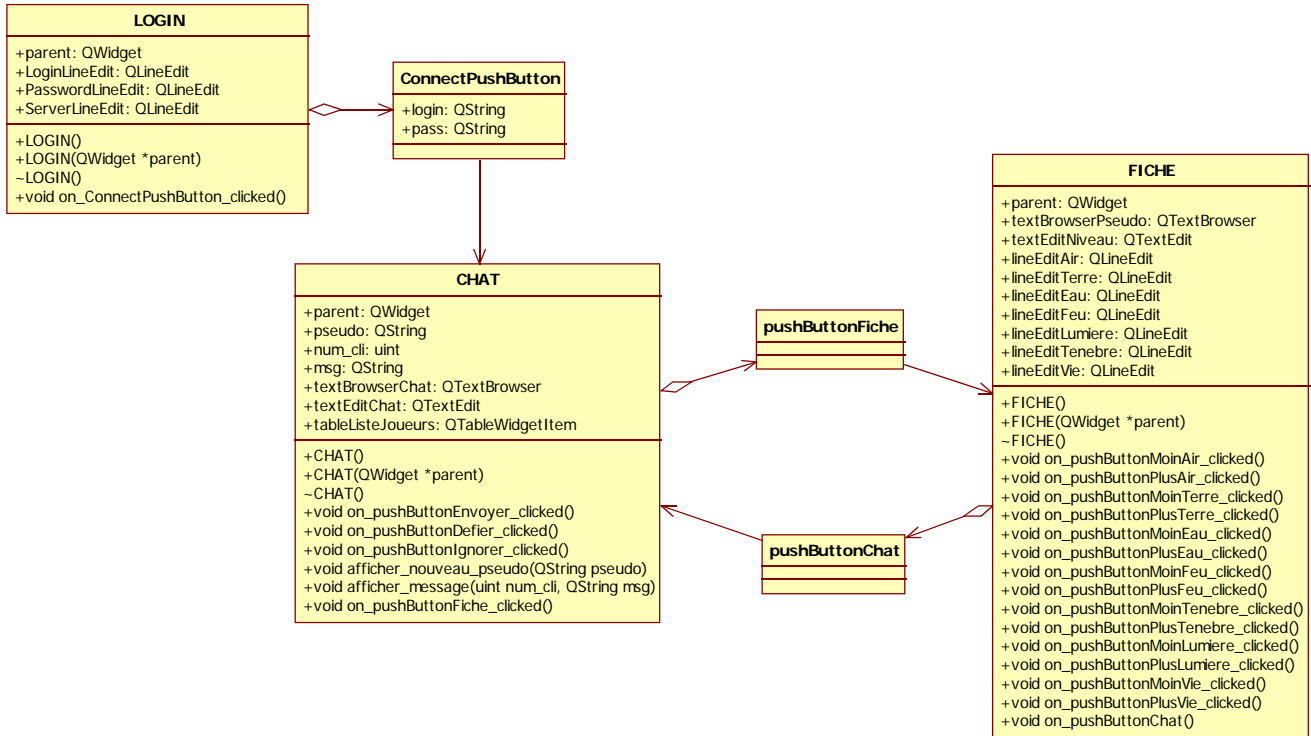 LOGIN
+parent: QWidget
+LoginLineEdit: QLineEdit
+PasswordLineEdit: QLineEdit
+ServerLineEdit: QLineEdit
+LOGIN()
+LOGIN(QWidget *parent)
~LOGIN()
+void on_ConnectPushButton_clicked()
ConnectPushButton
+login: QString
+pass: QString
CHAT
+parent: QWidget
+pseudo: QString
+num_cli: uint
+msg: QString
+textBrowserChat: QTextBrowser
+textEditChat: QTextEdit
+tableListeJoueurs: QTableWidgetItem
+CHAT()
+CHAT(QWidget *parent)
~CHAT()
+void on_pushButtonEnvoyer_clicked()
+void on_pushButtonDefier_clicked()
+void on_pushButtonIgnorer_clicked()
+void afficher_nouveau_pseudo(QString pseudo)
+void afficher_message(uint num_cli, QString msg)
+void on_pushButtonFiche_clicked()
pushButtonFiche
pushButtonChat
FICHE
+parent: QWidget
+textBrowserPseudo: QTextBrowser
+textEditNiveau: QTextEdit
+lineEditAir: QLineEdit
+lineEditTerre: QLineEdit
+lineEditEau: QLineEdit
+lineEditFeu: QLineEdit
+lineEditLumiere: QLineEdit
+lineEditTenebre: QLineEdit
+lineEditVie: QLineEdit
+FICHE()
+FICHE(QWidget *parent)
~FICHE()
+void on_pushButtonMoinAir_clicked()
+void on_pushButtonPlusAir_clicked()
+void on_pushButtonMoinTerre_clicked()
+void on_pushButtonPlusTerre_clicked()
+void on_pushButtonMoinEau_clicked()
+void on_pushButtonPlusEau_clicked()
+void on_pushButtonMoinFeu_clicked()
+void on_pushButtonPlusFeu_clicked()
+void on_pushButtonMoinTenebre_clicked()
+void on_pushButtonPlusTenebre_clicked()
+void on_pushButtonMoinLumiere_clicked()
+void on_pushButtonPlusLumiere_clicked()
+void on_pushButtonMoinVie_clicked()
+void on_pushButtonPlusVie_clicked()
+void on_pushButtonChat()